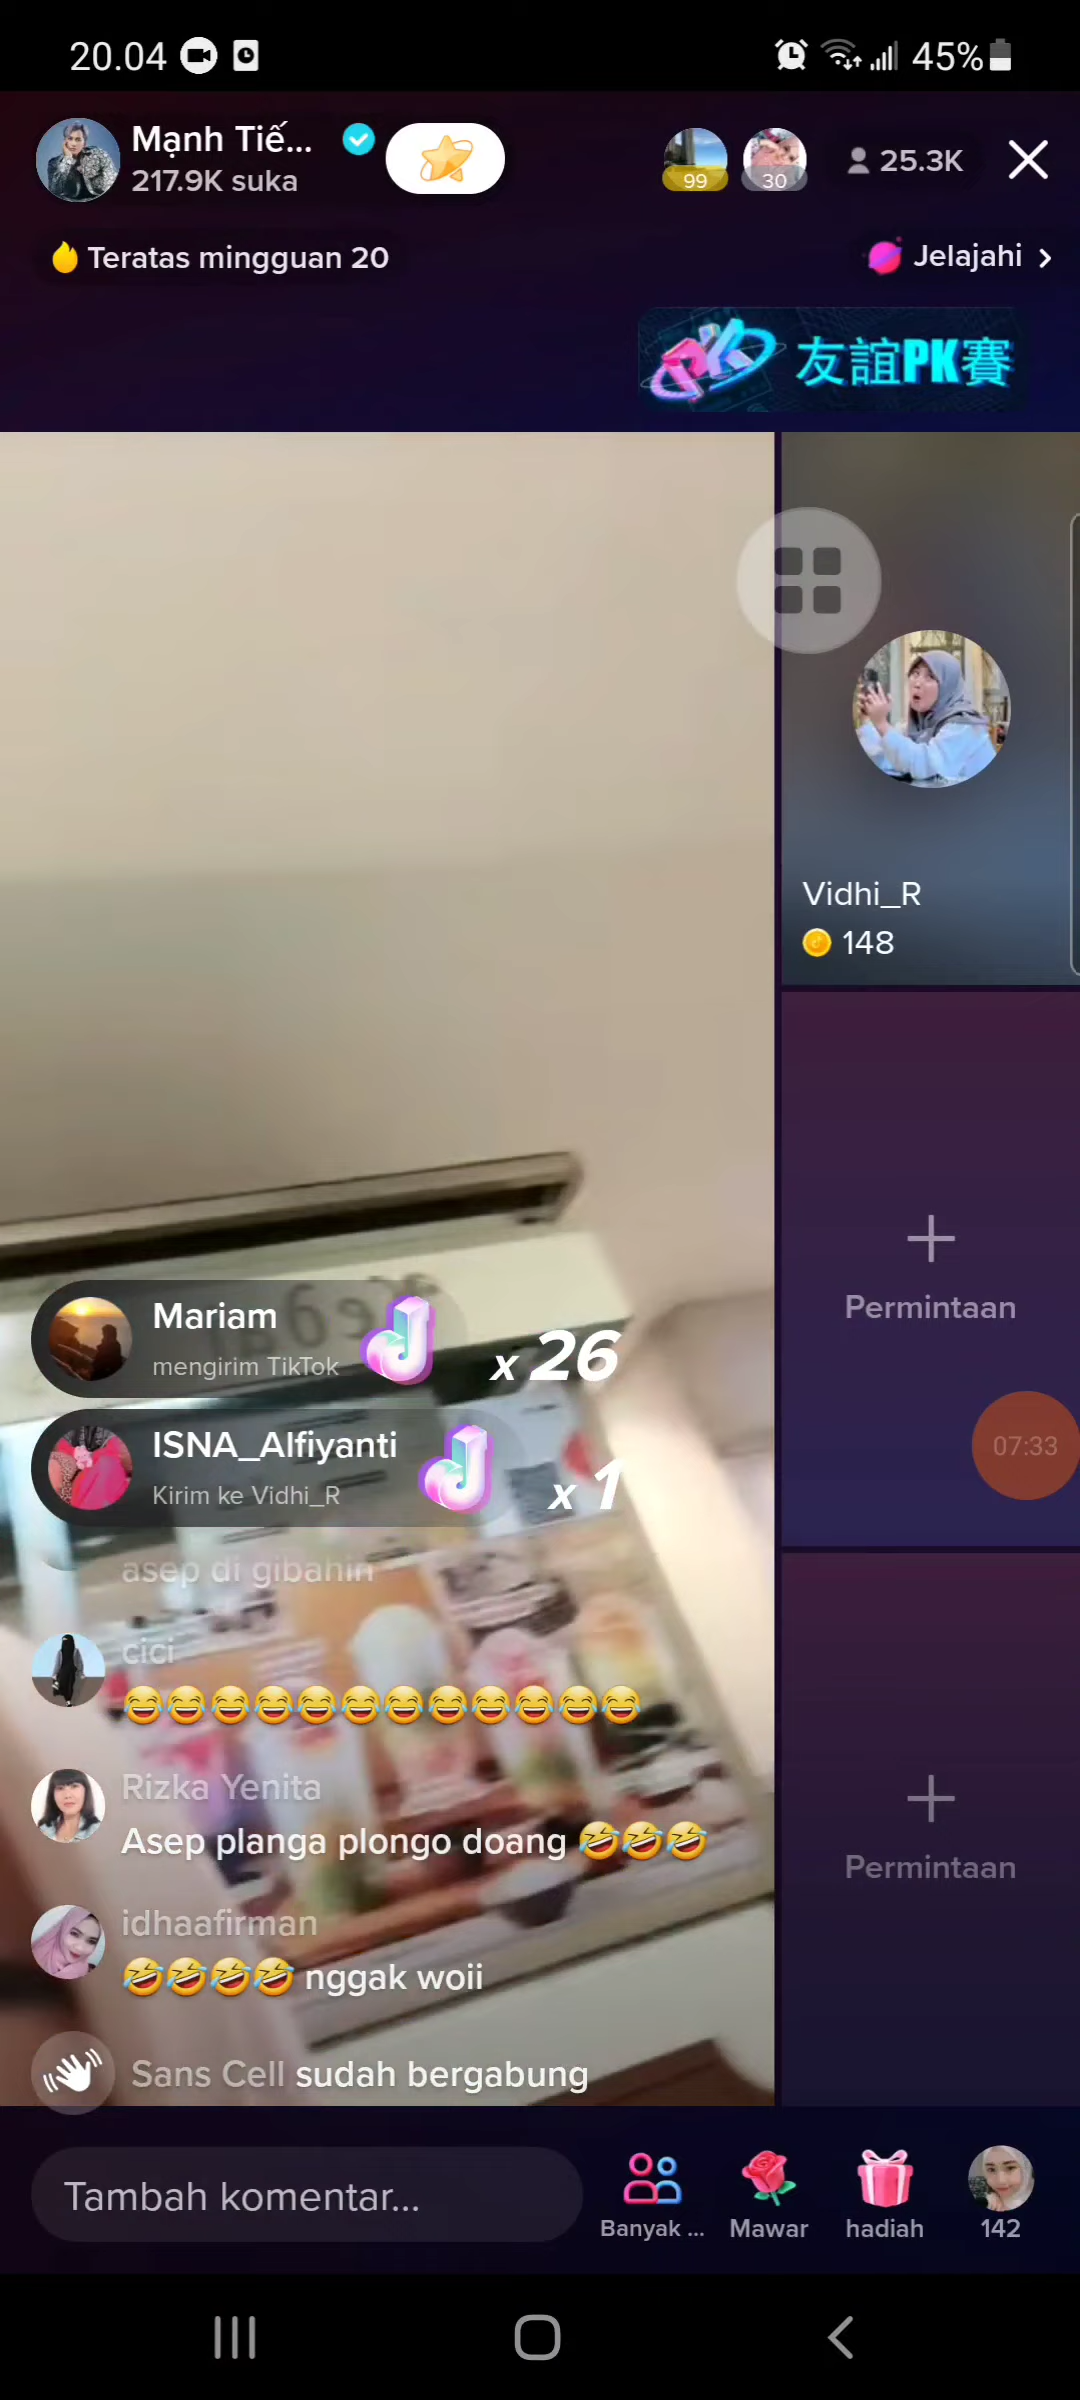 20.04
45%
Mạnh Tiế...
217.9K suka
99
30
25.3K
Teratas mingguan 20
Jelajahi
PK
友誼PK賽
Vidhi_R
148
Permintaan
Mariam
mengirim TikTok
x 26
07:33
ISNA_Alfiyanti
Kirim ke Vidhi_R
x 1
asep di gibahin
cici
😂😂😂😂😂😂😂😂😂😂😂😂
Rizka Yenita
Asep planga plongo doang 🤣🤣🤣
Permintaan
idhaafirman
🤣🤣🤣🤣 nggak woii
Sans Cell sudah bergabung
Tambah komentar...
Banyak ...
Mawar
hadiah
142